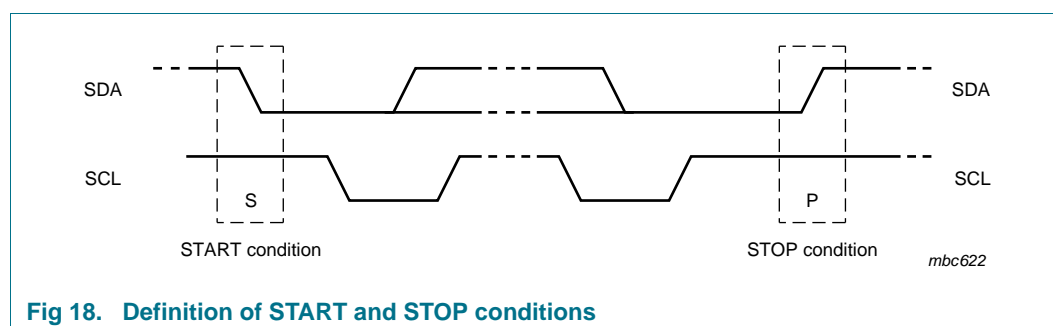 SDA
SDA
SCL
SCL
S
P
START condition
STOP condition
mbc622
Fig 18. Definition of START and STOP conditions